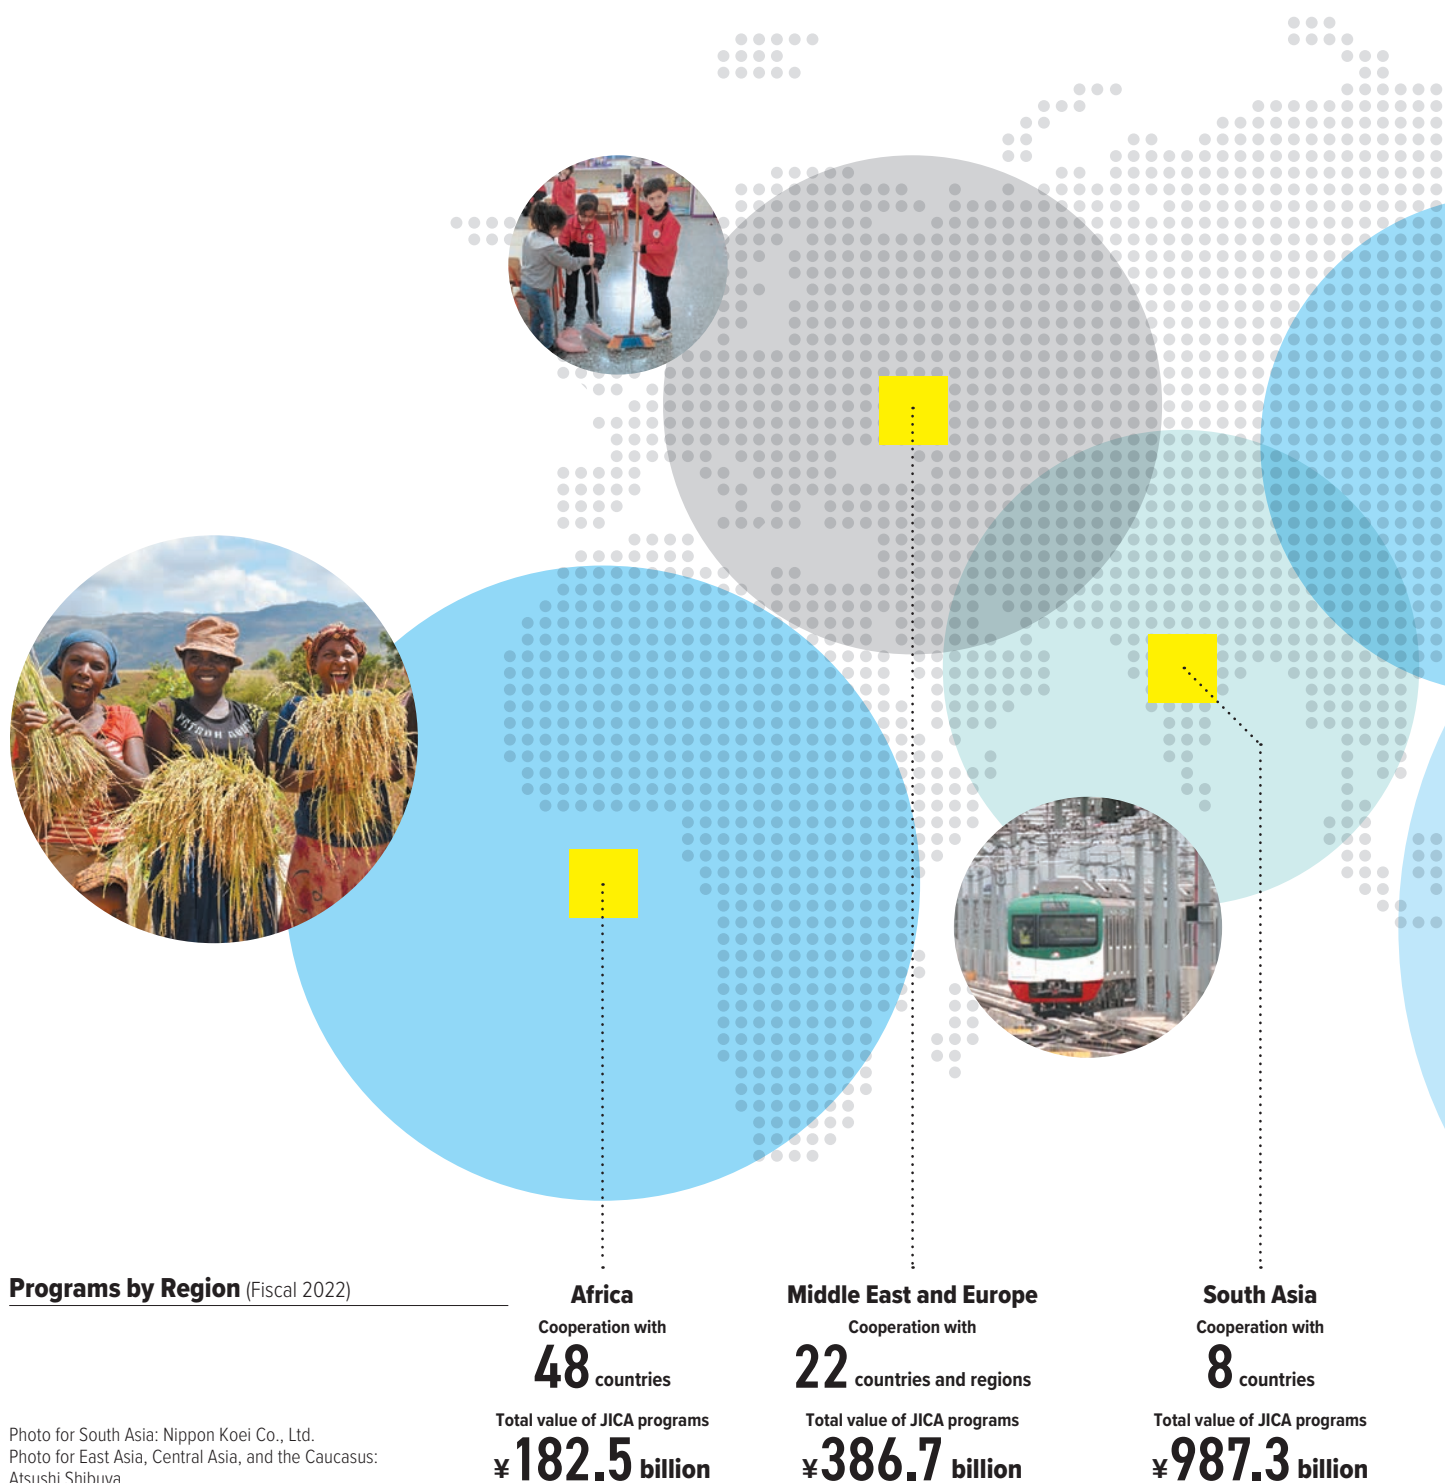 Programs by Region (Fiscal 2022)
Africa
Cooperation with
48 countries
Total value of JICA programs
¥182.5 billion
Middle East and Europe
Cooperation with
22 countries and regions
Total value of JICA programs
¥386.7 billion
South Asia
Cooperation with
8 countries
Total value of JICA programs
¥987.3 billion
Photo for South Asia: Nippon Koei Co., Ltd.
Photo for East Asia, Central Asia, and the Caucasus:
Atsushi Shibuya